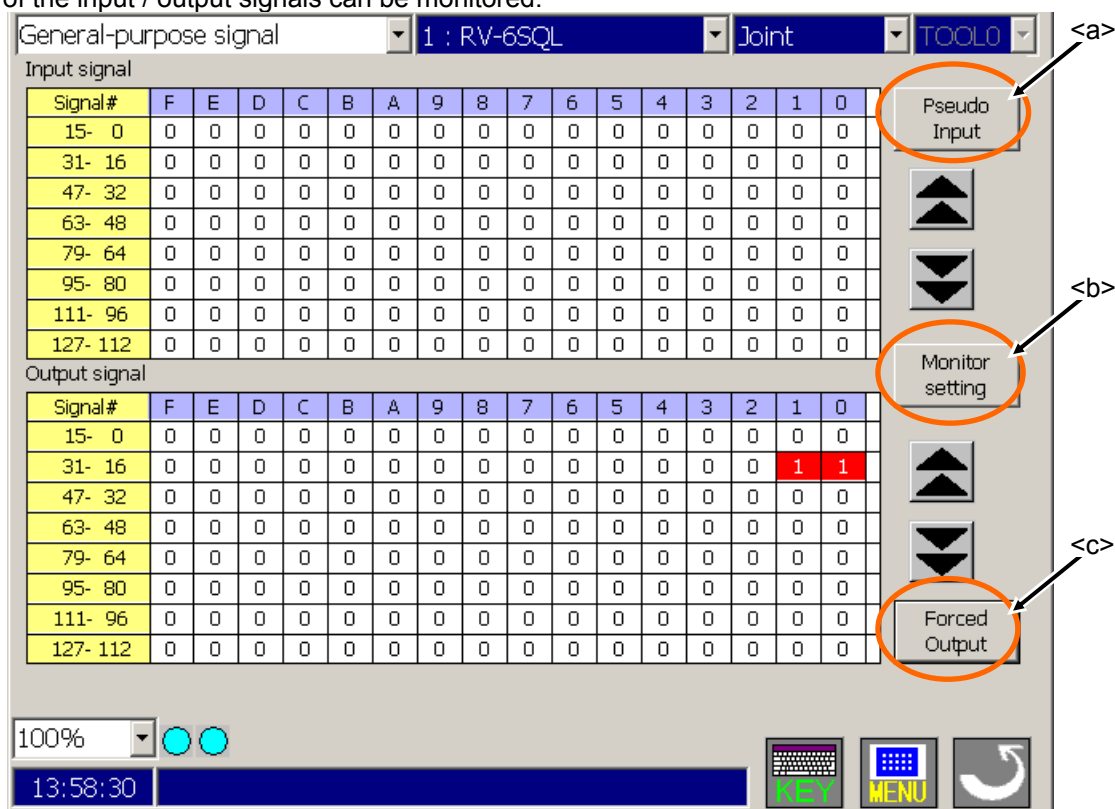 of the input / output signals can be monitored.
General-purpose signal 1 : RV-6SQL Joint TOOL0 <a>
Input signal
Signal# F E D C B A 9 8 7 6 5 4 3 2 1 0
15- 0 0 0 0 0 0 0 0 0 0 0 0 0 0 0 0 0
31- 16 0 0 0 0 0 0 0 0 0 0 0 0 0 0 0 0
47- 32 0 0 0 0 0 0 0 0 0 0 0 0 0 0 0 0
63- 48 0 0 0 0 0 0 0 0 0 0 0 0 0 0 0 0
79- 64 0 0 0 0 0 0 0 0 0 0 0 0 0 0 0 0
95- 80 0 0 0 0 0 0 0 0 0 0 0 0 0 0 0 0
111- 96 0 0 0 0 0 0 0 0 0 0 0 0 0 0 0 0
127- 112 0 0 0 0 0 0 0 0 0 0 0 0 0 0 0 0
Pseudo
Input
<b>
Monitor
setting
Output signal
Signal# F E D C B A 9 8 7 6 5 4 3 2 1 0
15- 0 0 0 0 0 0 0 0 0 0 0 0 0 0 0 0 0
31- 16 0 0 0 0 0 0 0 0 0 0 0 0 0 0 1 1
47- 32 0 0 0 0 0 0 0 0 0 0 0 0 0 0 0 0
63- 48 0 0 0 0 0 0 0 0 0 0 0 0 0 0 0 0
79- 64 0 0 0 0 0 0 0 0 0 0 0 0 0 0 0 0
95- 80 0 0 0 0 0 0 0 0 0 0 0 0 0 0 0 0
111- 96 0 0 0 0 0 0 0 0 0 0 0 0 0 0 0 0
127- 112 0 0 0 0 0 0 0 0 0 0 0 0 0 0 0 0
<c>
Forced
Output
100%
13:58:30 KEY MENU